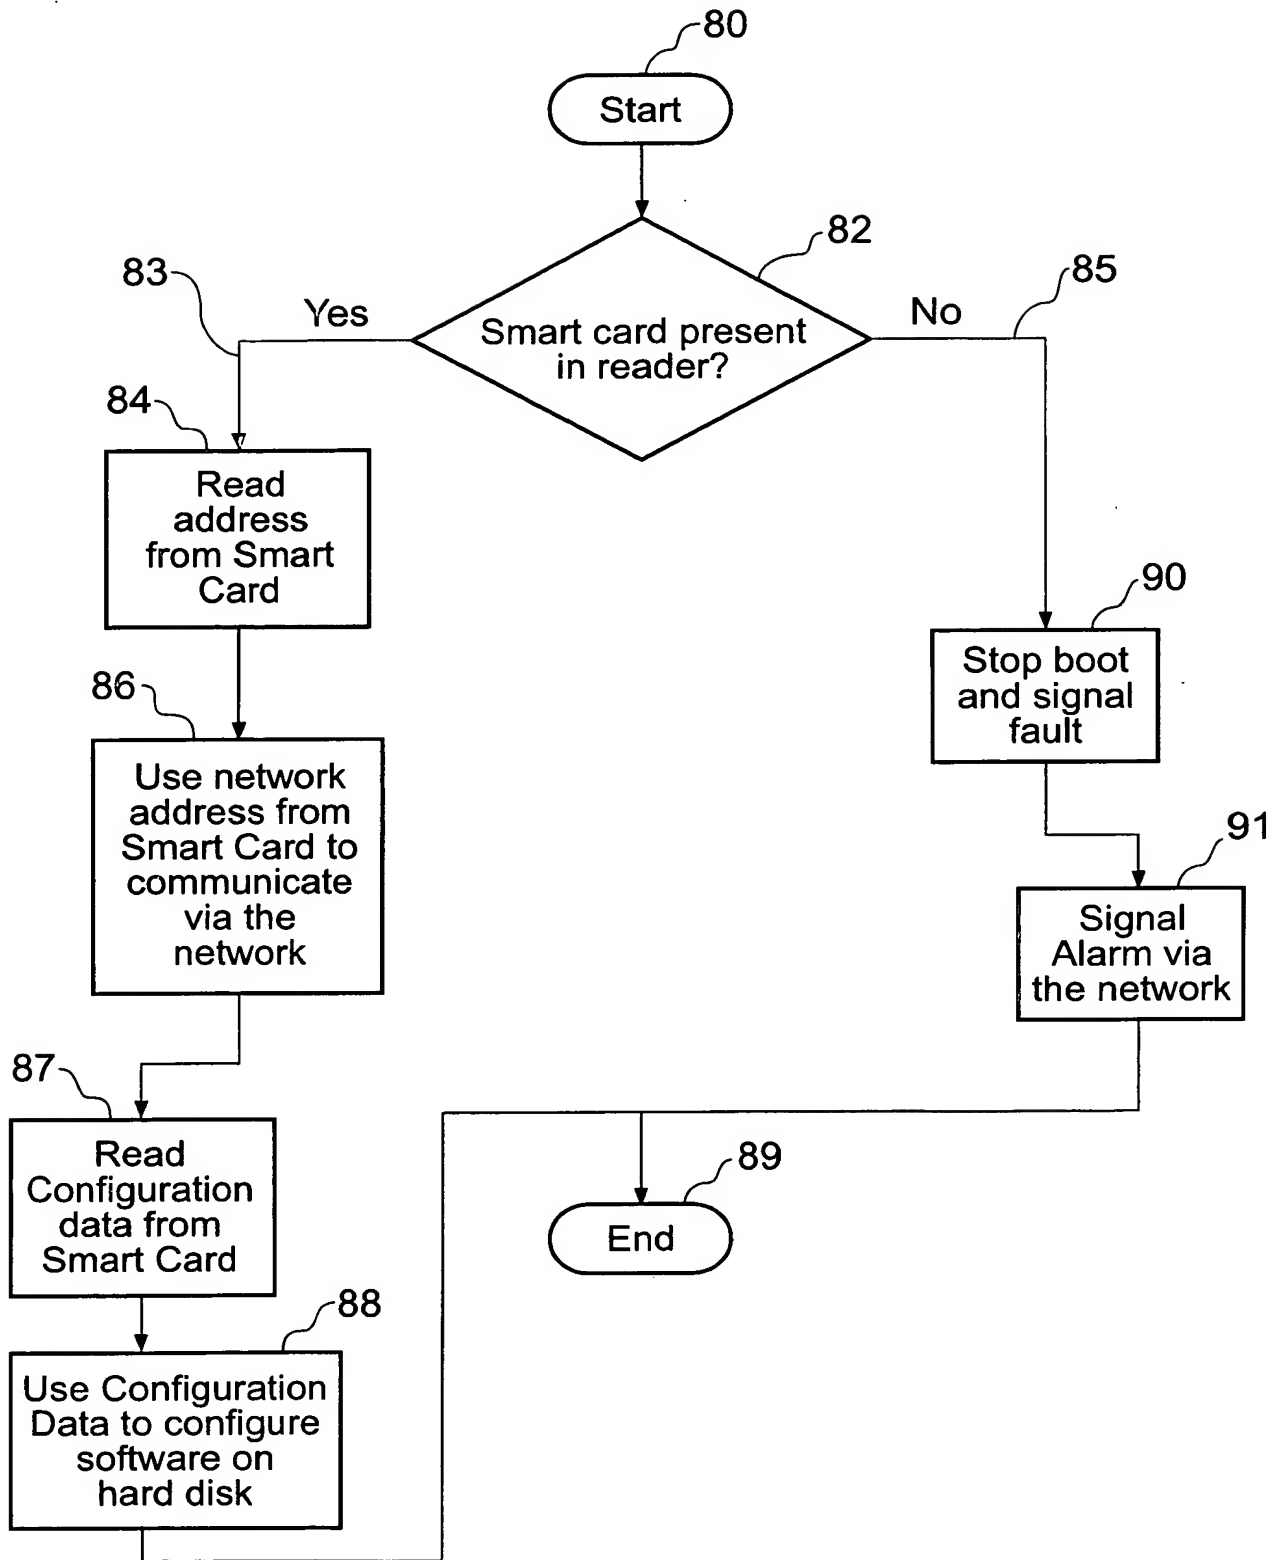 80
Start
82
83
85
Yes
No
Smart card present
in reader?
84
Read
address
from Smart
Card
90
Stop boot
and signal
fault
86
Use network
address from
Smart Card to
communicate
via the
network
91
Signal
Alarm via
the network
87
Read
Configuration
data from
Smart Card
89
End
88
Use Configuration
Data to configure
software on
hard disk